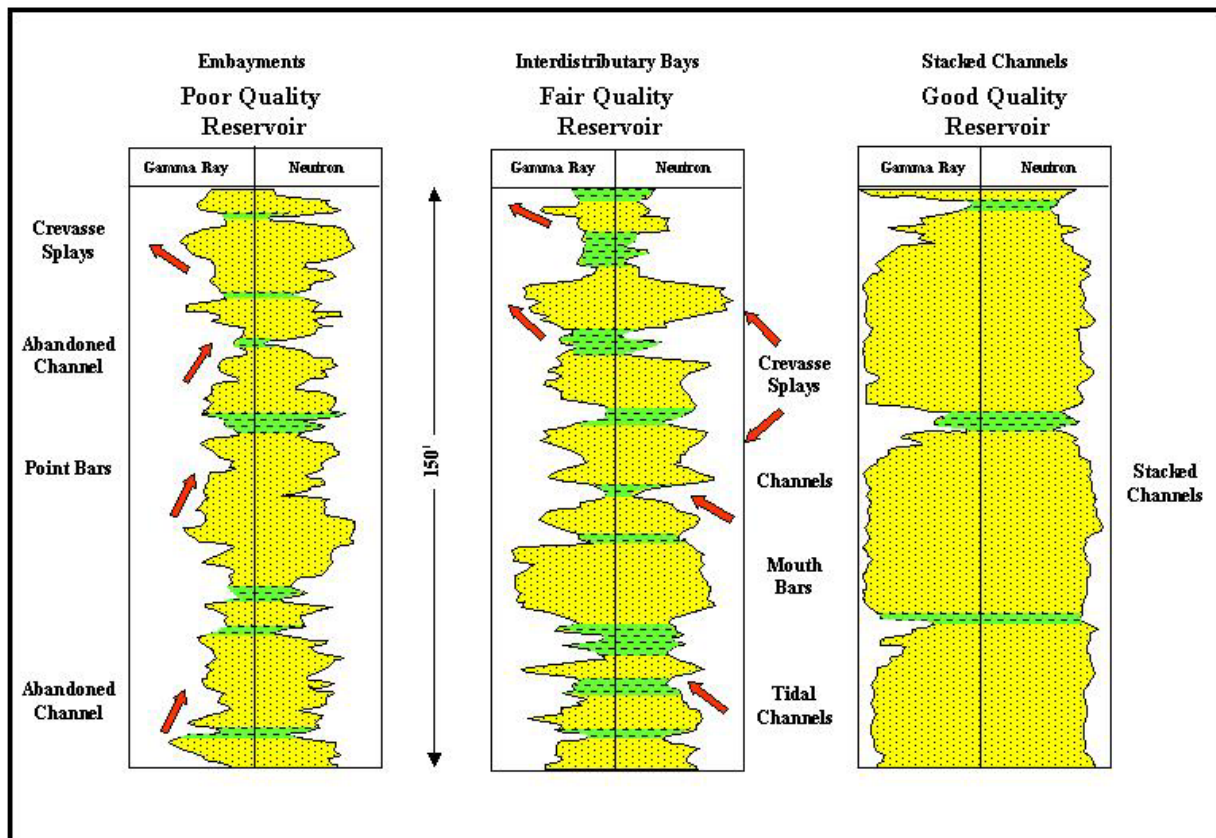 Embayments
Poor Quality
Reservoir
Gamma Ray
Neutron
Crevasse
Splays
Abandoned
Channel
Point Bars
Abandoned
Channel
150'
Interdistributary Bays
Fair Quality
Reservoir
Gamma Ray
Neutron
Crevasse
Splays
Channels
Mouth
Bars
Tidal
Channels
Stacked Channels
Good Quality
Reservoir
Gamma Ray
Neutron
Stacked
Channels